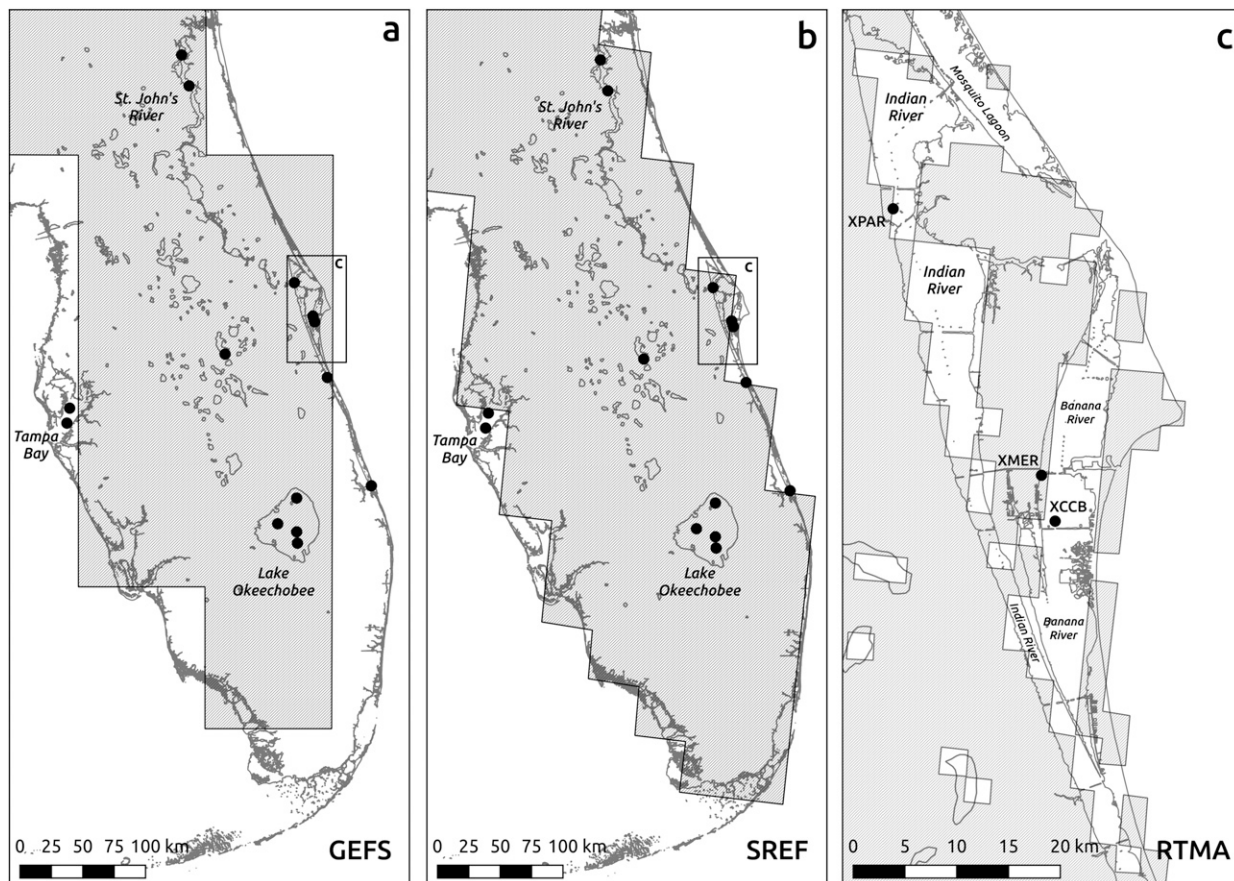 a
St. John's
River
c
Tampa
Bay
Lake
Okeechobee
0 25 50 75 100 km
GEFS
b
St. John's
River
c
Tampa
Bay
Lake
Okeechobee
0 25 50 75 100 km
SREF
c
Mosquito Lagoon
Indian
River
XPAR
Indian
River
Banana
River
XMER
XCCB
Indian River
Banana
River
0 5 10 20 km
RTMA